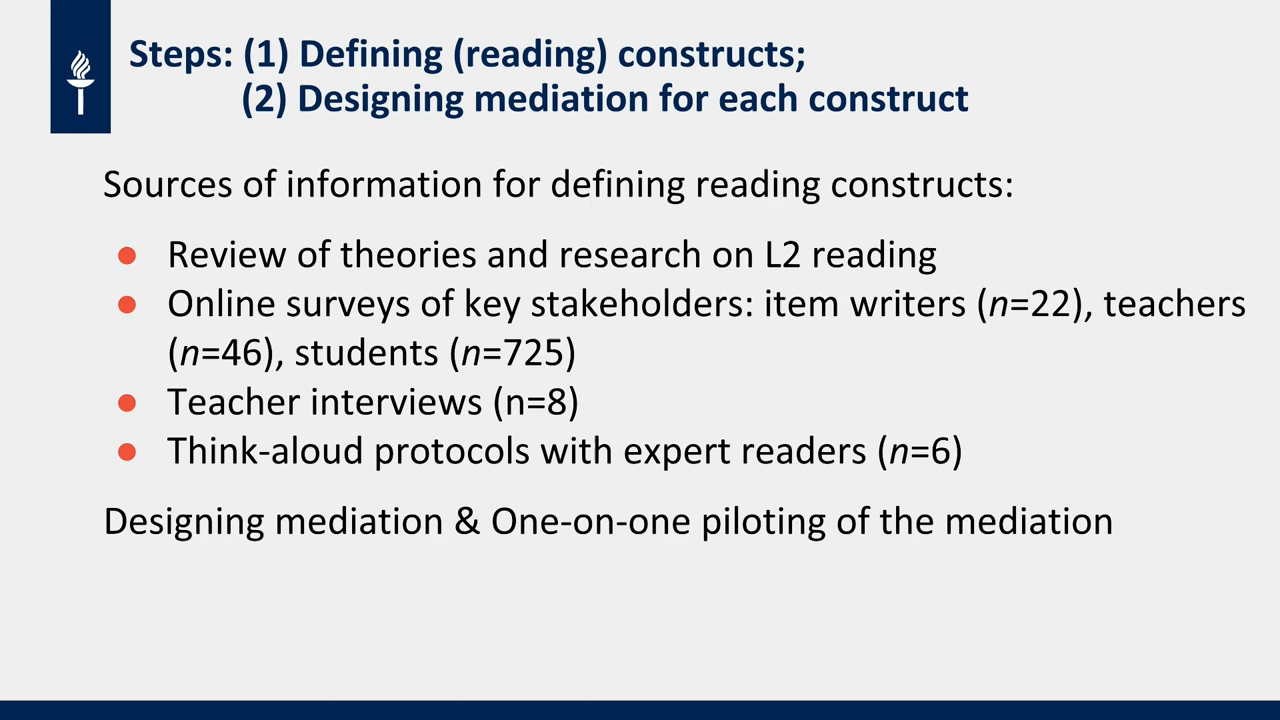 Steps: (1) Defining (reading) constructs;
(2) Designing mediation for each construct
Sources of information for defining reading constructs:
● Review of theories and research on L2 reading
● Online surveys of key stakeholders: item writers (n=22), teachers
(n=46), students (n=725)
● Teacher interviews (n=8)
● Think-aloud protocols with expert readers (n=6)
Designing mediation & One-on-one piloting of the mediation